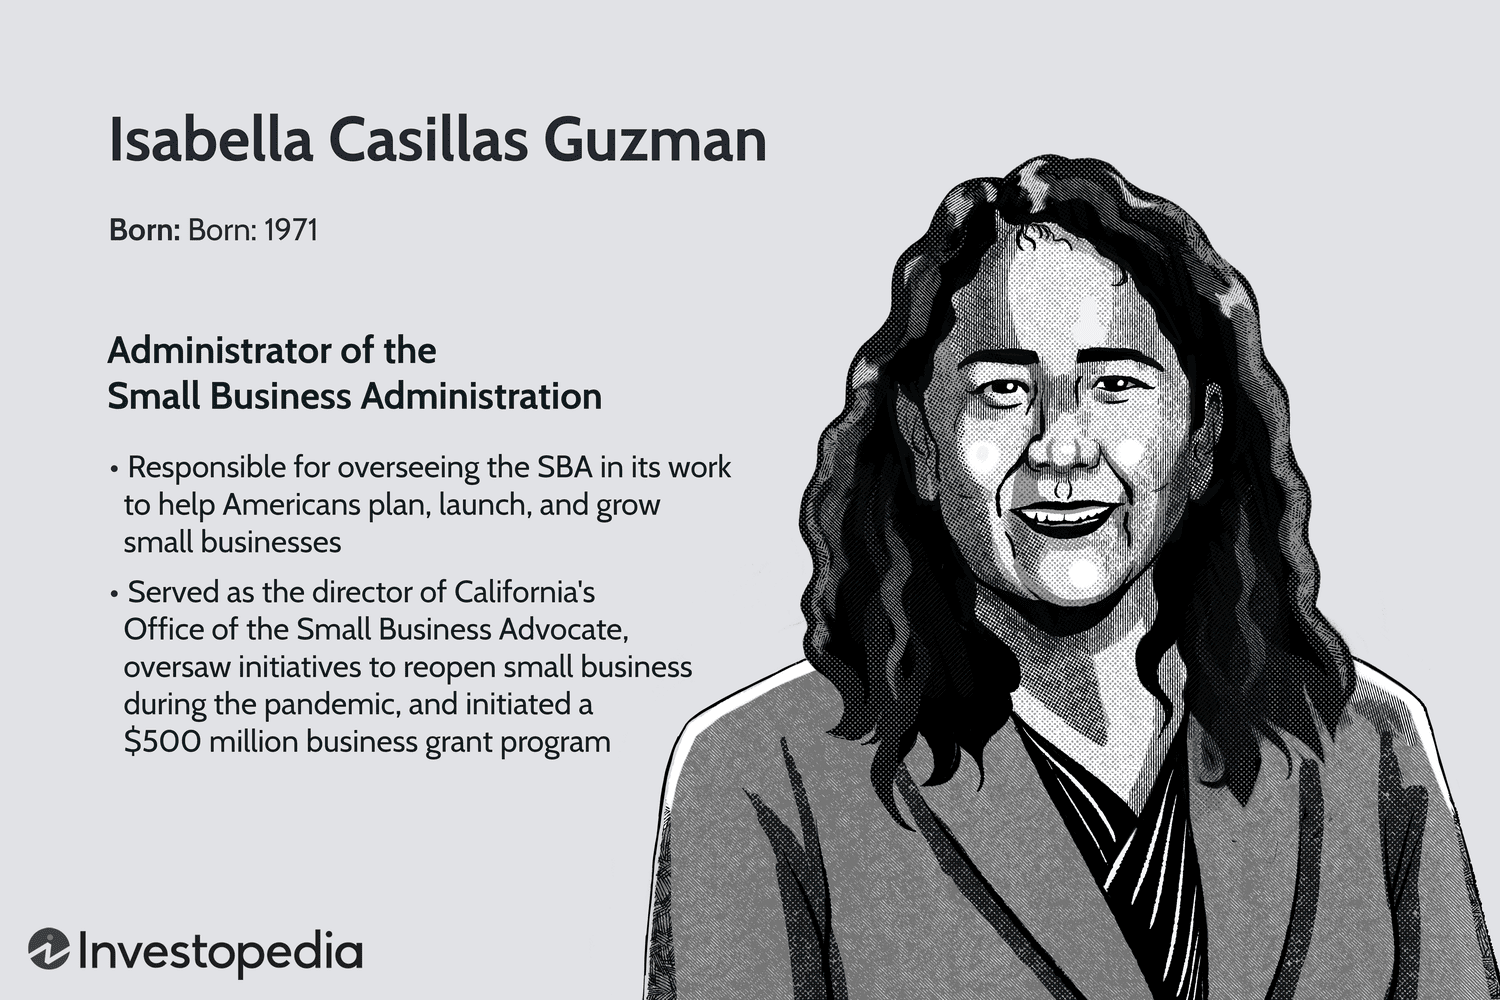 Isabella Casillas Guzman
Born: Born: 1971
Administrator of the
Small Business Administration
• Responsible for overseeing the SBA in its work
to help Americans plan, launch, and grow
small businesses
• Served as the director of California's
Office of the Small Business Advocate,
oversaw initiatives to reopen small business
during the pandemic, and initiated a
$500 million business grant program
Investopedia